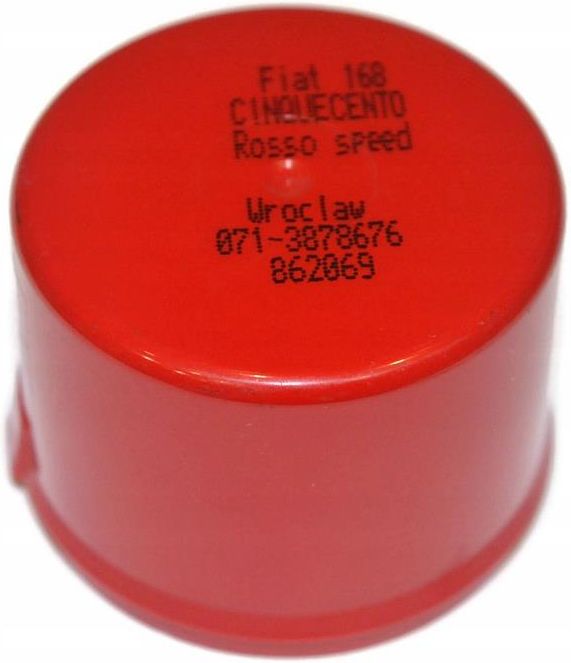 Fiat 168
CINQUECENTO
Rosso speed
Wroclaw
071-3878676
862069